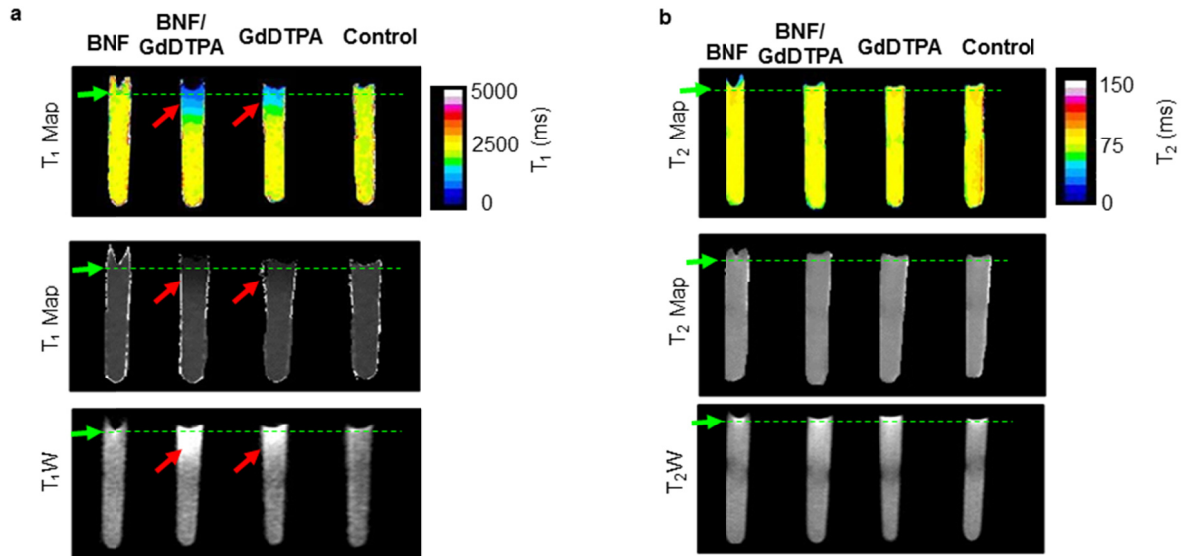 a
BNF
BNF/
GdDTPA
GdDTPA
Control
T₁ Map
5000
2500
0
T₁ (ms)
T₁ Map
T₁W
b
BNF
BNF/
GdDTPA
GdDTPA
Control
T₂ Map
150
75
0
T₂ (ms)
T₂ Map
T₂W